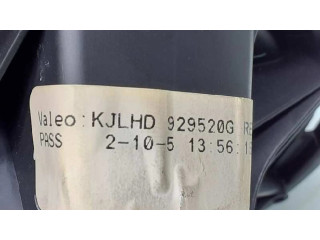 Valeo : KJLHD 929520G
PASS 2-10-5 13:56: